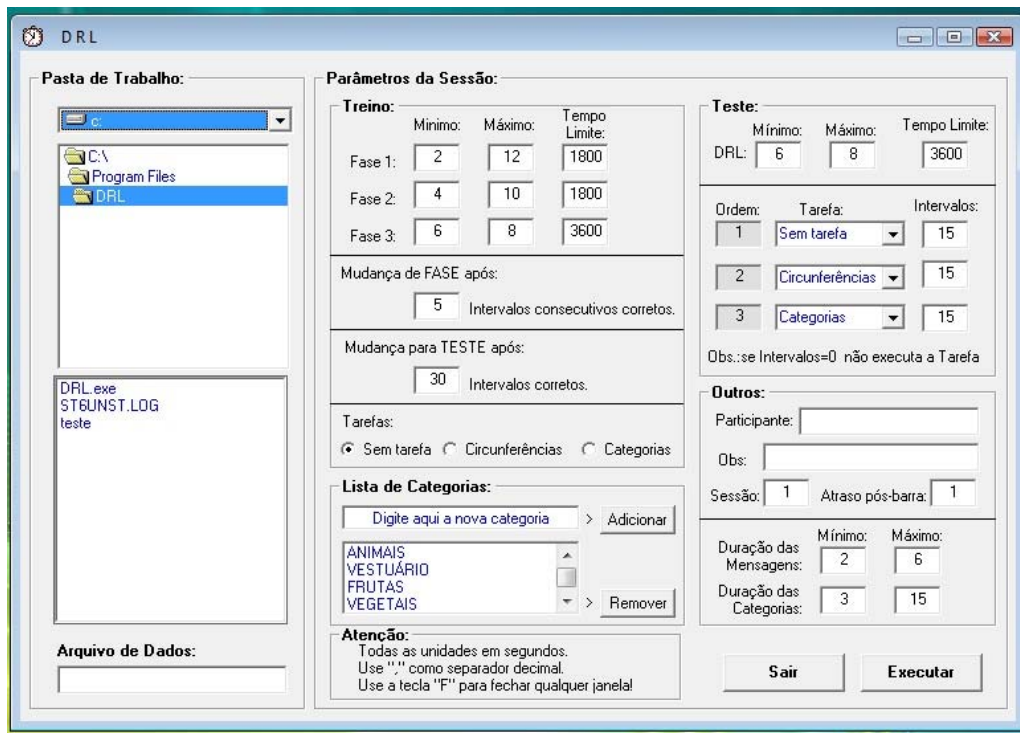 DRL
Pasta de Trabalho:
c:
C:\
Program Files
DRL
DRL.exe
ST6UNST.LOG
teste
Arquivo de Dados:
Parâmetros da Sessão:
Treino:
Minimo: Máximo: Tempo Limite:
Fase 1: 2 12 1800
Fase 2: 4 10 1800
Fase 3: 6 8 3600
Mudança de FASE após:
5 Intervalos consecutivos corretos.
Mudança para TESTE após:
30 Intervalos corretos.
Tarefas:
Sem tarefa Circunferências Categorias
Lista de Categorias:
Digite aqui a nova categoria > Adicionar
ANIMAIS
VESTUÁRIO
FRUTAS
VEGETAIS > Remover
Atenção:
Todas as unidades em segundos.
Use "," como separador decimal.
Use a tecla "F" para fechar qualquer janela!
Teste:
Mínimo: Máximo: Tempo Limite:
DRL: 6 8 3600
Ordem: Tarefa: Intervalos:
1 Sem tarefa 15
2 Circunferências 15
3 Categorias 15
Obs.:se Intervalos=0 não executa a Tarefa
Outros:
Participante:
Obs:
Sessão: 1 Atraso pós-barra: 1
Mínimo: Máximo:
Duração das Mensagens: 2 6
Duração das Categorias: 3 15
Sair Executar